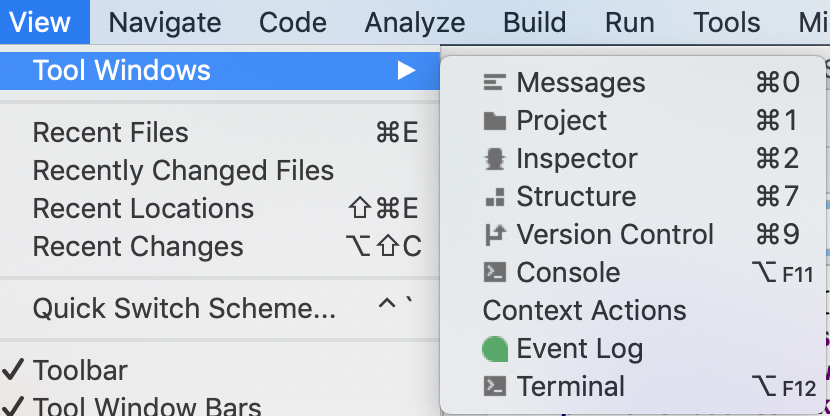 View Navigate Code Analyze Build Run Tools
Tool Windows ▶
Recent Files ⌘E
Recently Changed Files
Recent Locations ⇧⌘E
Recent Changes ⌥⇧C
Quick Switch Scheme... ^ `
✓ Toolbar
✓ Tool Window Bars
Messages ⌘0
Project ⌘1
Inspector ⌘2
Structure ⌘7
Version Control ⌘9
Console ⌥F11
Context Actions
Event Log
Terminal ⌥F12